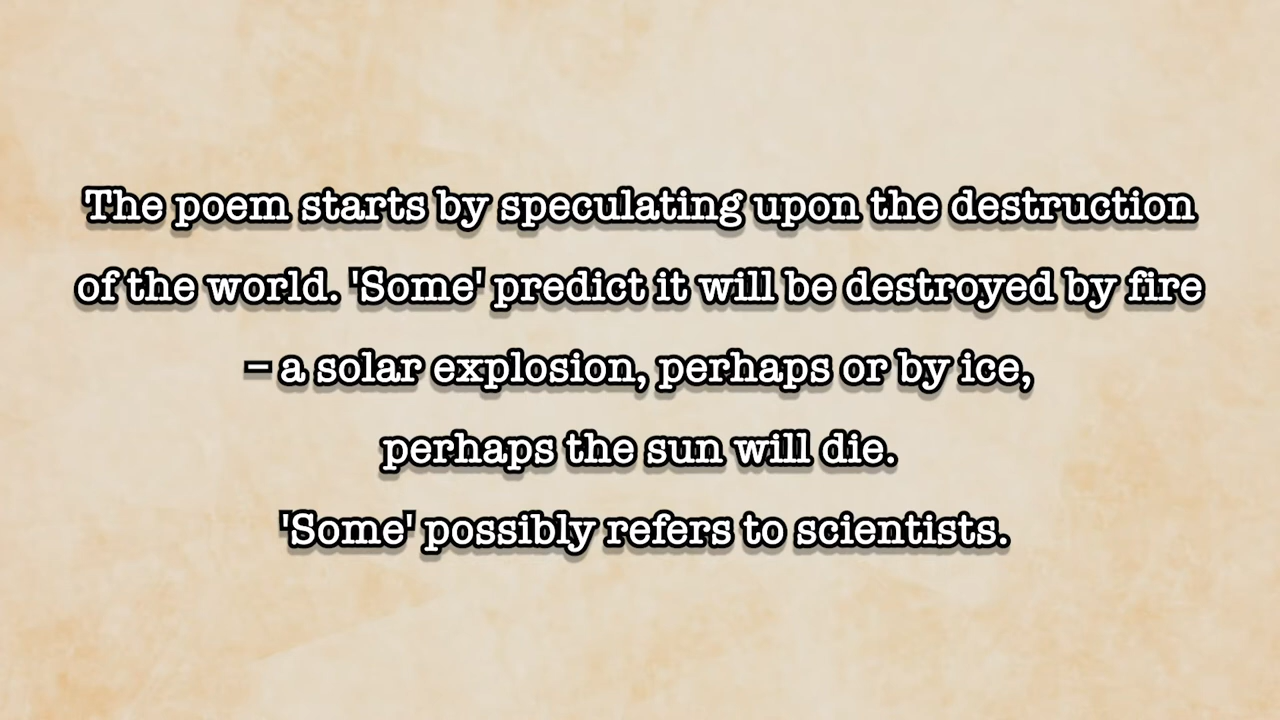 The poem starts by speculating upon the destruction
of the world. 'Some' predict it will be destroyed by fire
– a solar explosion, perhaps or by ice,
perhaps the sun will die.
'Some' possibly refers to scientists.